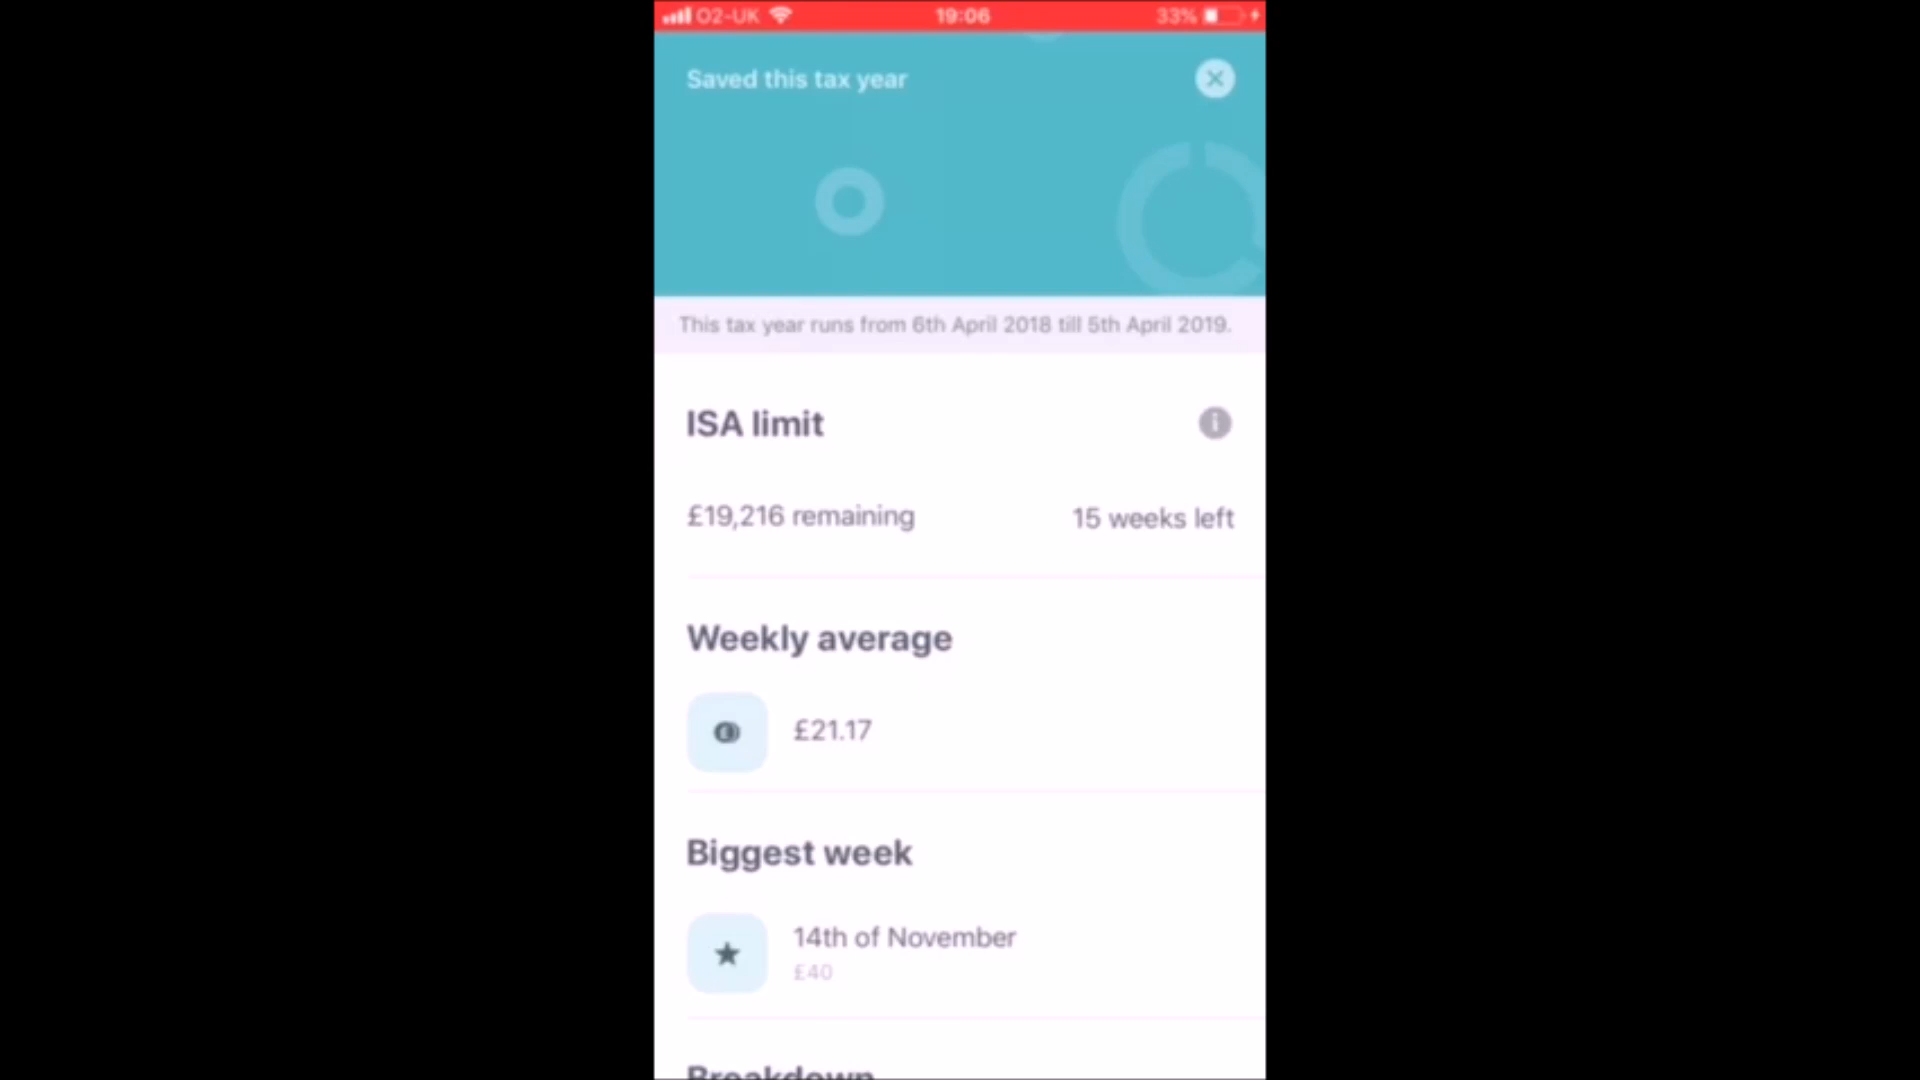 O2-UK 19:06 33%
Saved this tax year
This tax year runs from 6th April 2018 till 5th April 2019.
ISA limit
£19,216 remaining 15 weeks left
Weekly average
£21.17
Biggest week
14th of November
£40
Breakdown